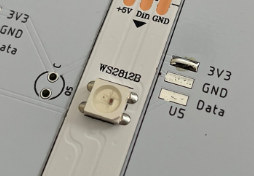 +5V Din GND
3V3
GND
Data
C
WS2812B
3V3
GND
Data
U5